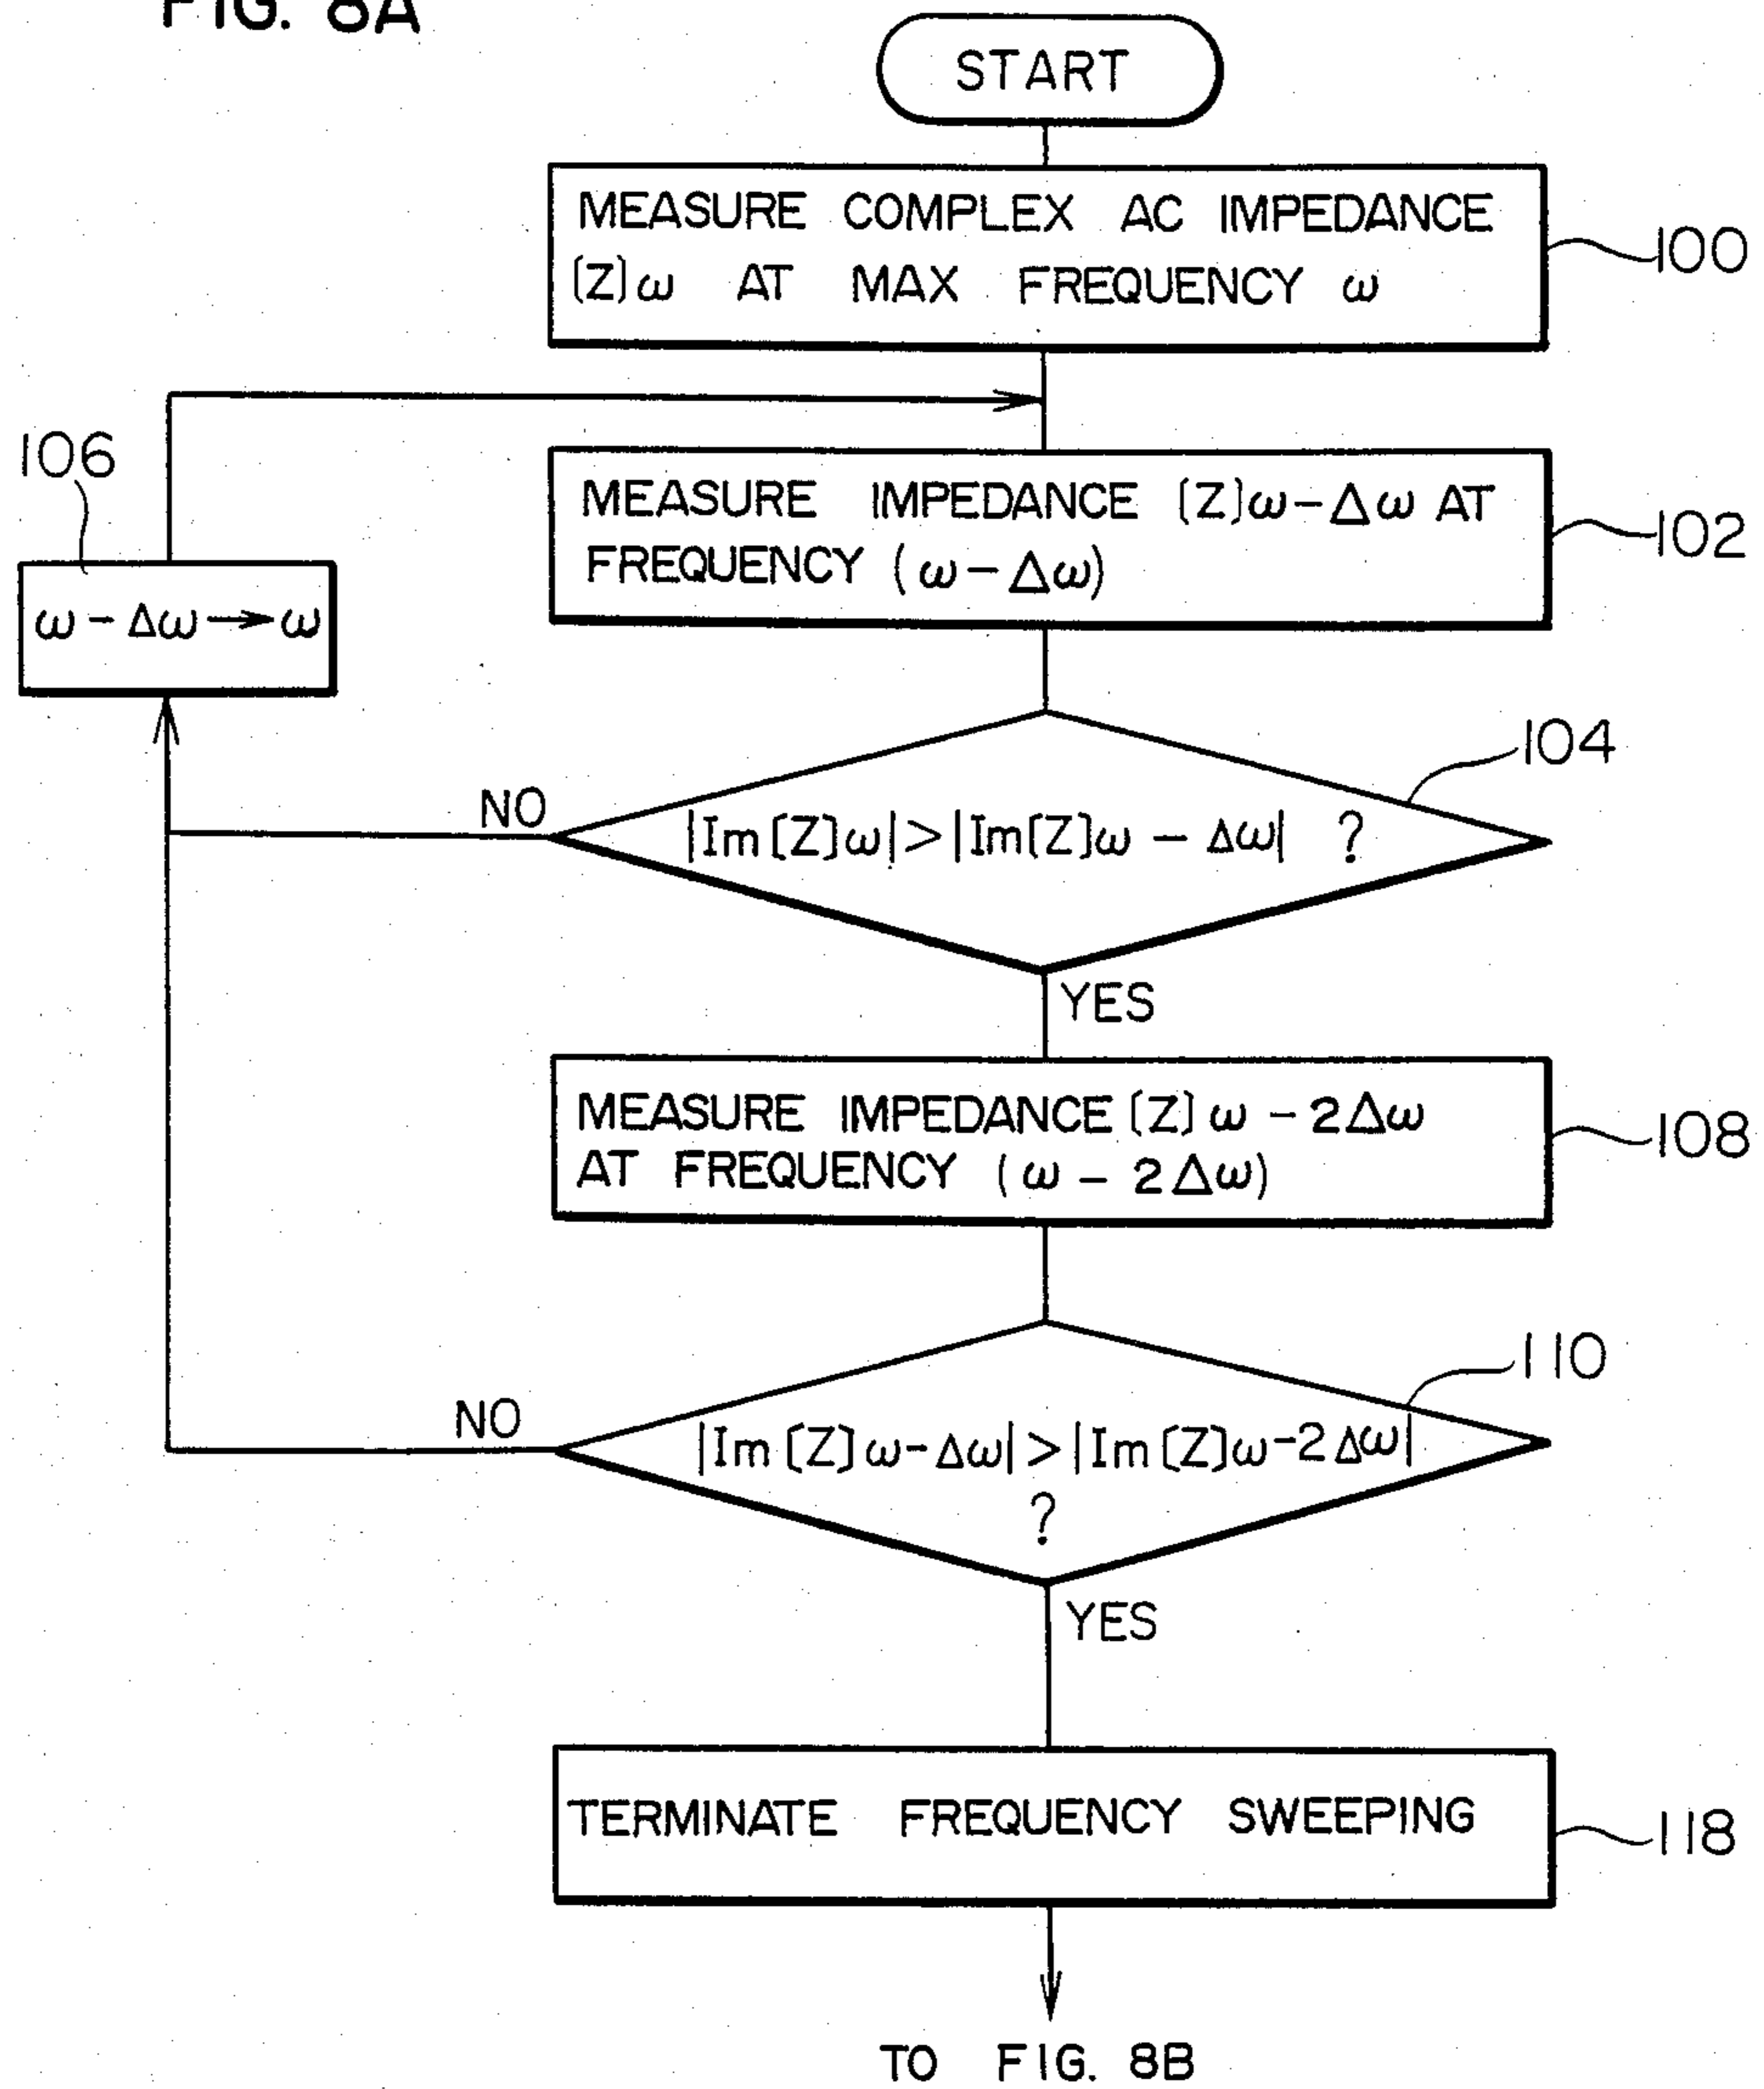 FIG. 8A
START
MEASURE COMPLEX AC IMPEDANCE
[Z]ω AT MAX FREQUENCY ω
100
106
MEASURE IMPEDANCE [Z]ω-Δω AT
FREQUENCY (ω-Δω)
102
ω-Δω→ω
104
NO
|Im[Z]ω|>|Im[Z]ω-Δω| ?
YES
MEASURE IMPEDANCE [Z]ω-2Δω
AT FREQUENCY (ω-2Δω)
108
110
NO
|Im[Z]ω-Δω|>|Im[Z]ω-2Δω|
?
YES
TERMINATE FREQUENCY SWEEPING
118
TO FIG. 8B